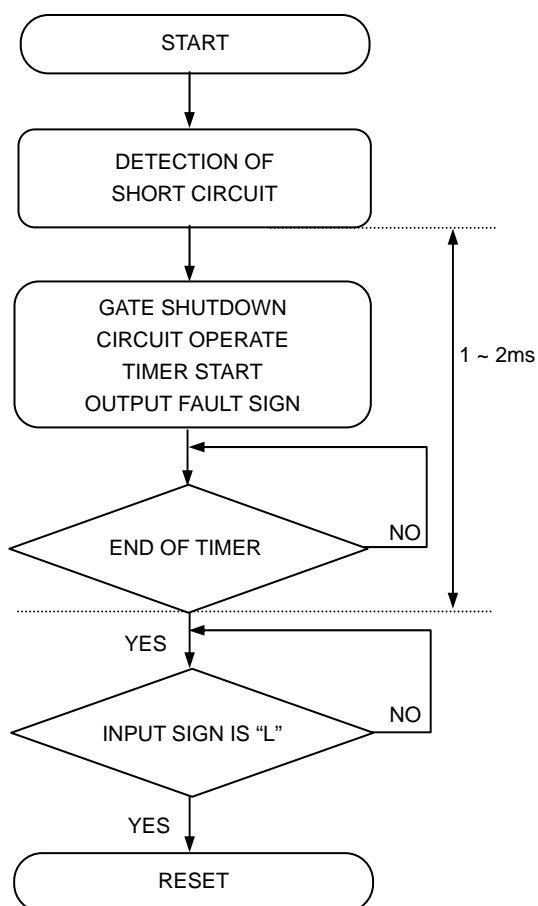 START
DETECTION OF
SHORT CIRCUIT
GATE SHUTDOWN
CIRCUIT OPERATE
TIMER START
OUTPUT FAULT SIGN
1 ~ 2ms
END OF TIMER
NO
YES
INPUT SIGN IS “L”
NO
YES
RESET